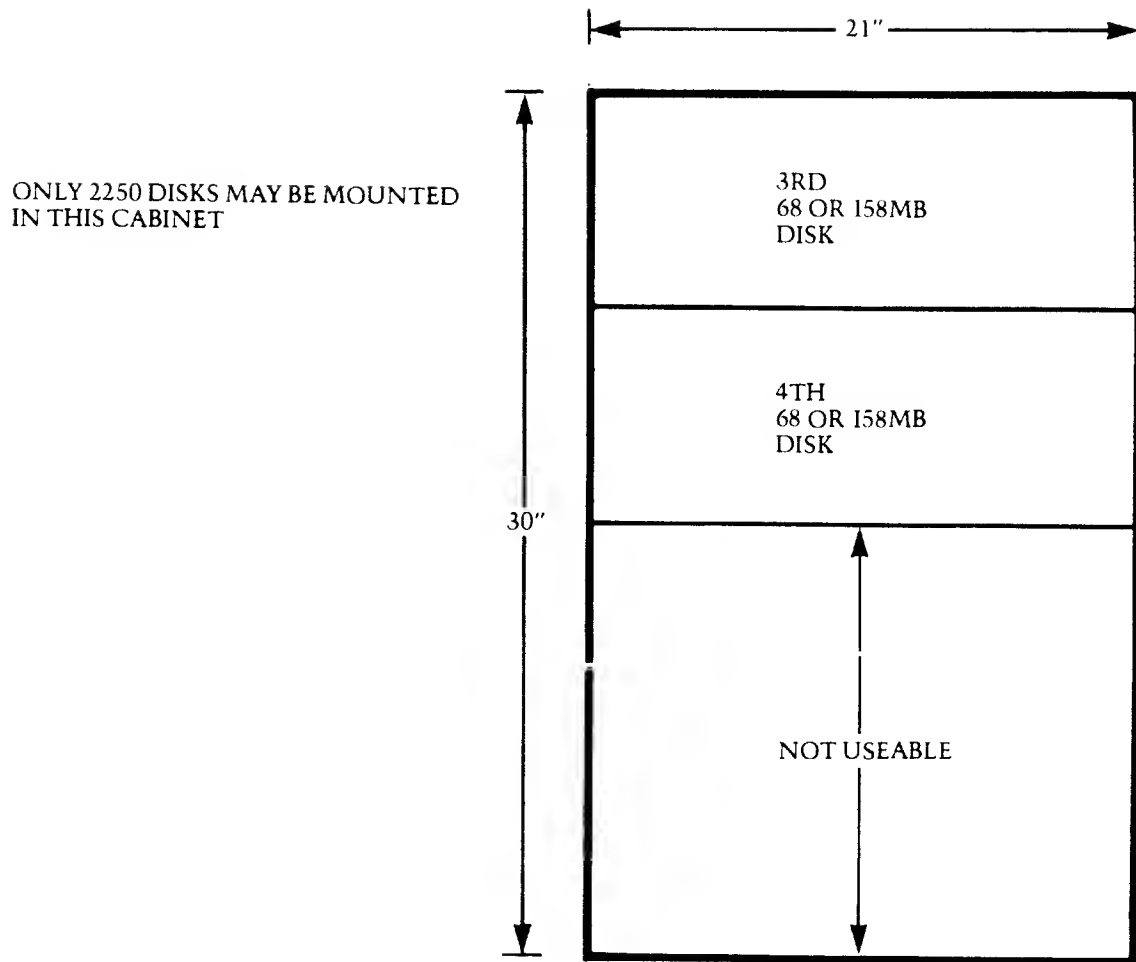 21"
ONLY 2250 DISKS MAY BE MOUNTED
IN THIS CABINET
3RD
68 OR 158MB
DISK
4TH
68 OR 158MB
DISK
30"
NOT USEABLE